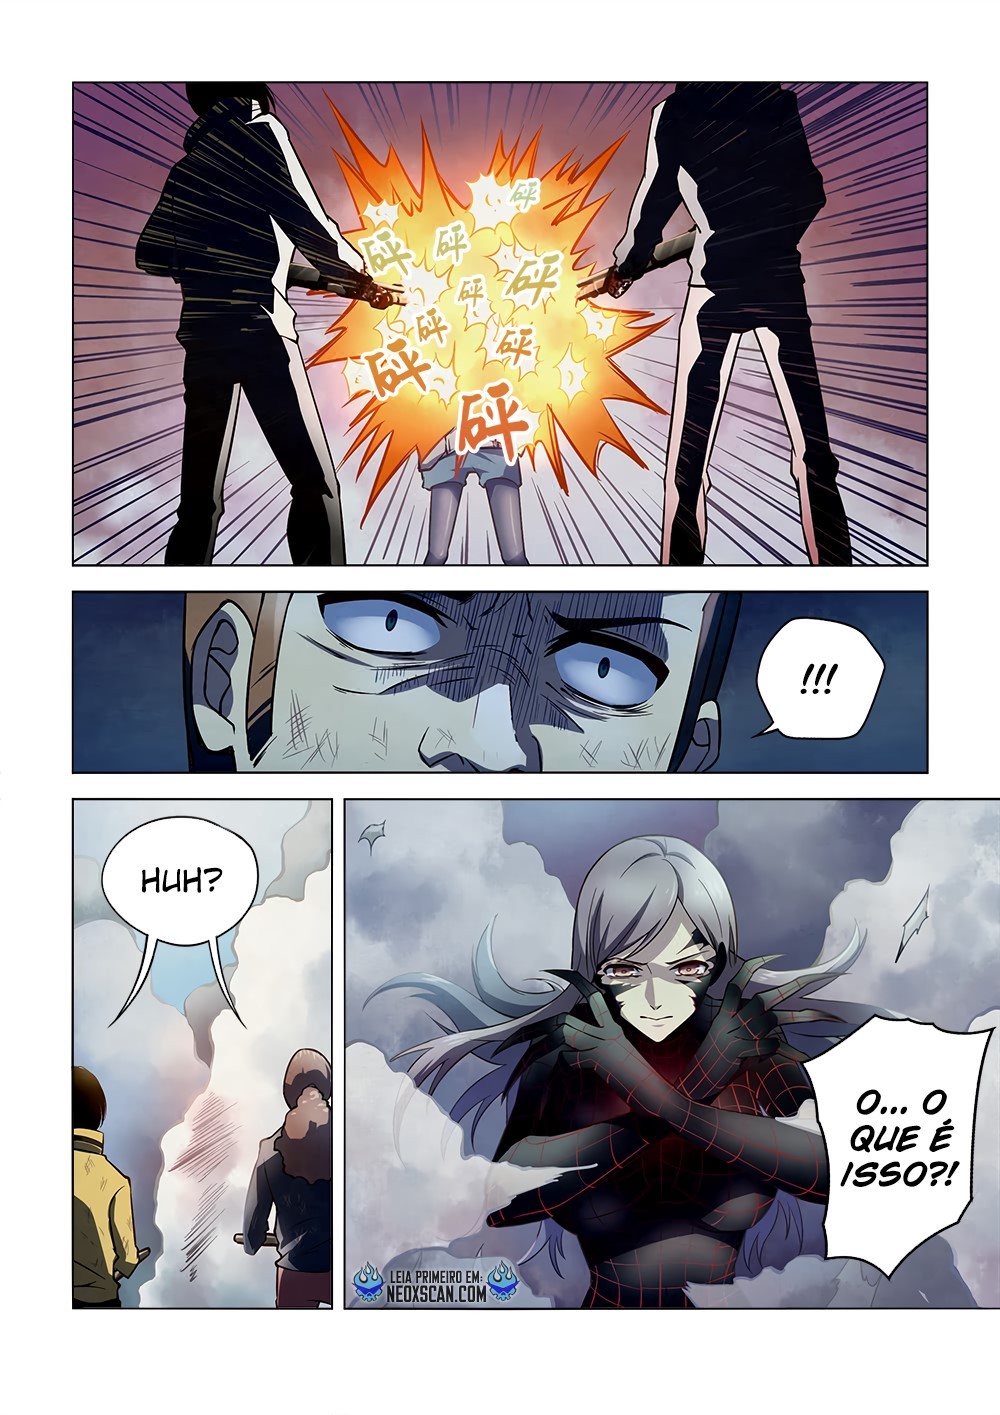 砰
砰
砰
砰
砰
砰
砰
砰
砰
!!!
HUH?
O... O
QUE É
ISSO?!
LEIA PRIMEIRO EM:
NEOXSCAN.COM